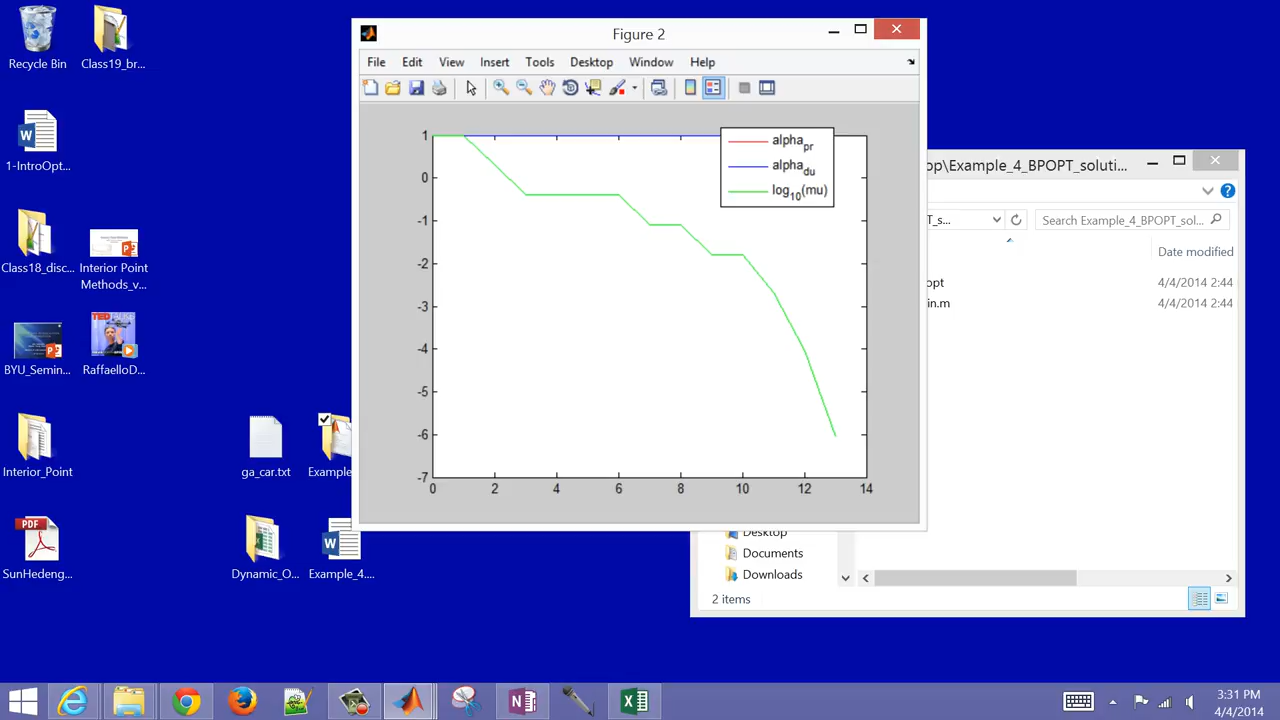 Recycle Bin
Class19_br...
1-IntroOpt...
Class18_disc...
Interior Point
Methods_v...
BYU_Semin...
TED
RaffaelloD...
Interior_Point
ga_car.txt
Example
PDF
SunHedeng...
Dynamic_O...
Example_4....
Figure 2
File Edit View Insert Tools Desktop Window Help
1
0
-1
-2
-3
-4
-5
-6
-7
0 2 4 6 8 10 12 14
alpha_pr
alpha_du
log_10(mu)
op\Example_4_BPOPT_soluti...
T_s...
Search Example_4_BPOPT_sol...
Date modified
opt 4/4/2014 2:44
in.m 4/4/2014 2:44
Desktop
Documents
Downloads
2 items
3:31 PM
4/4/2014